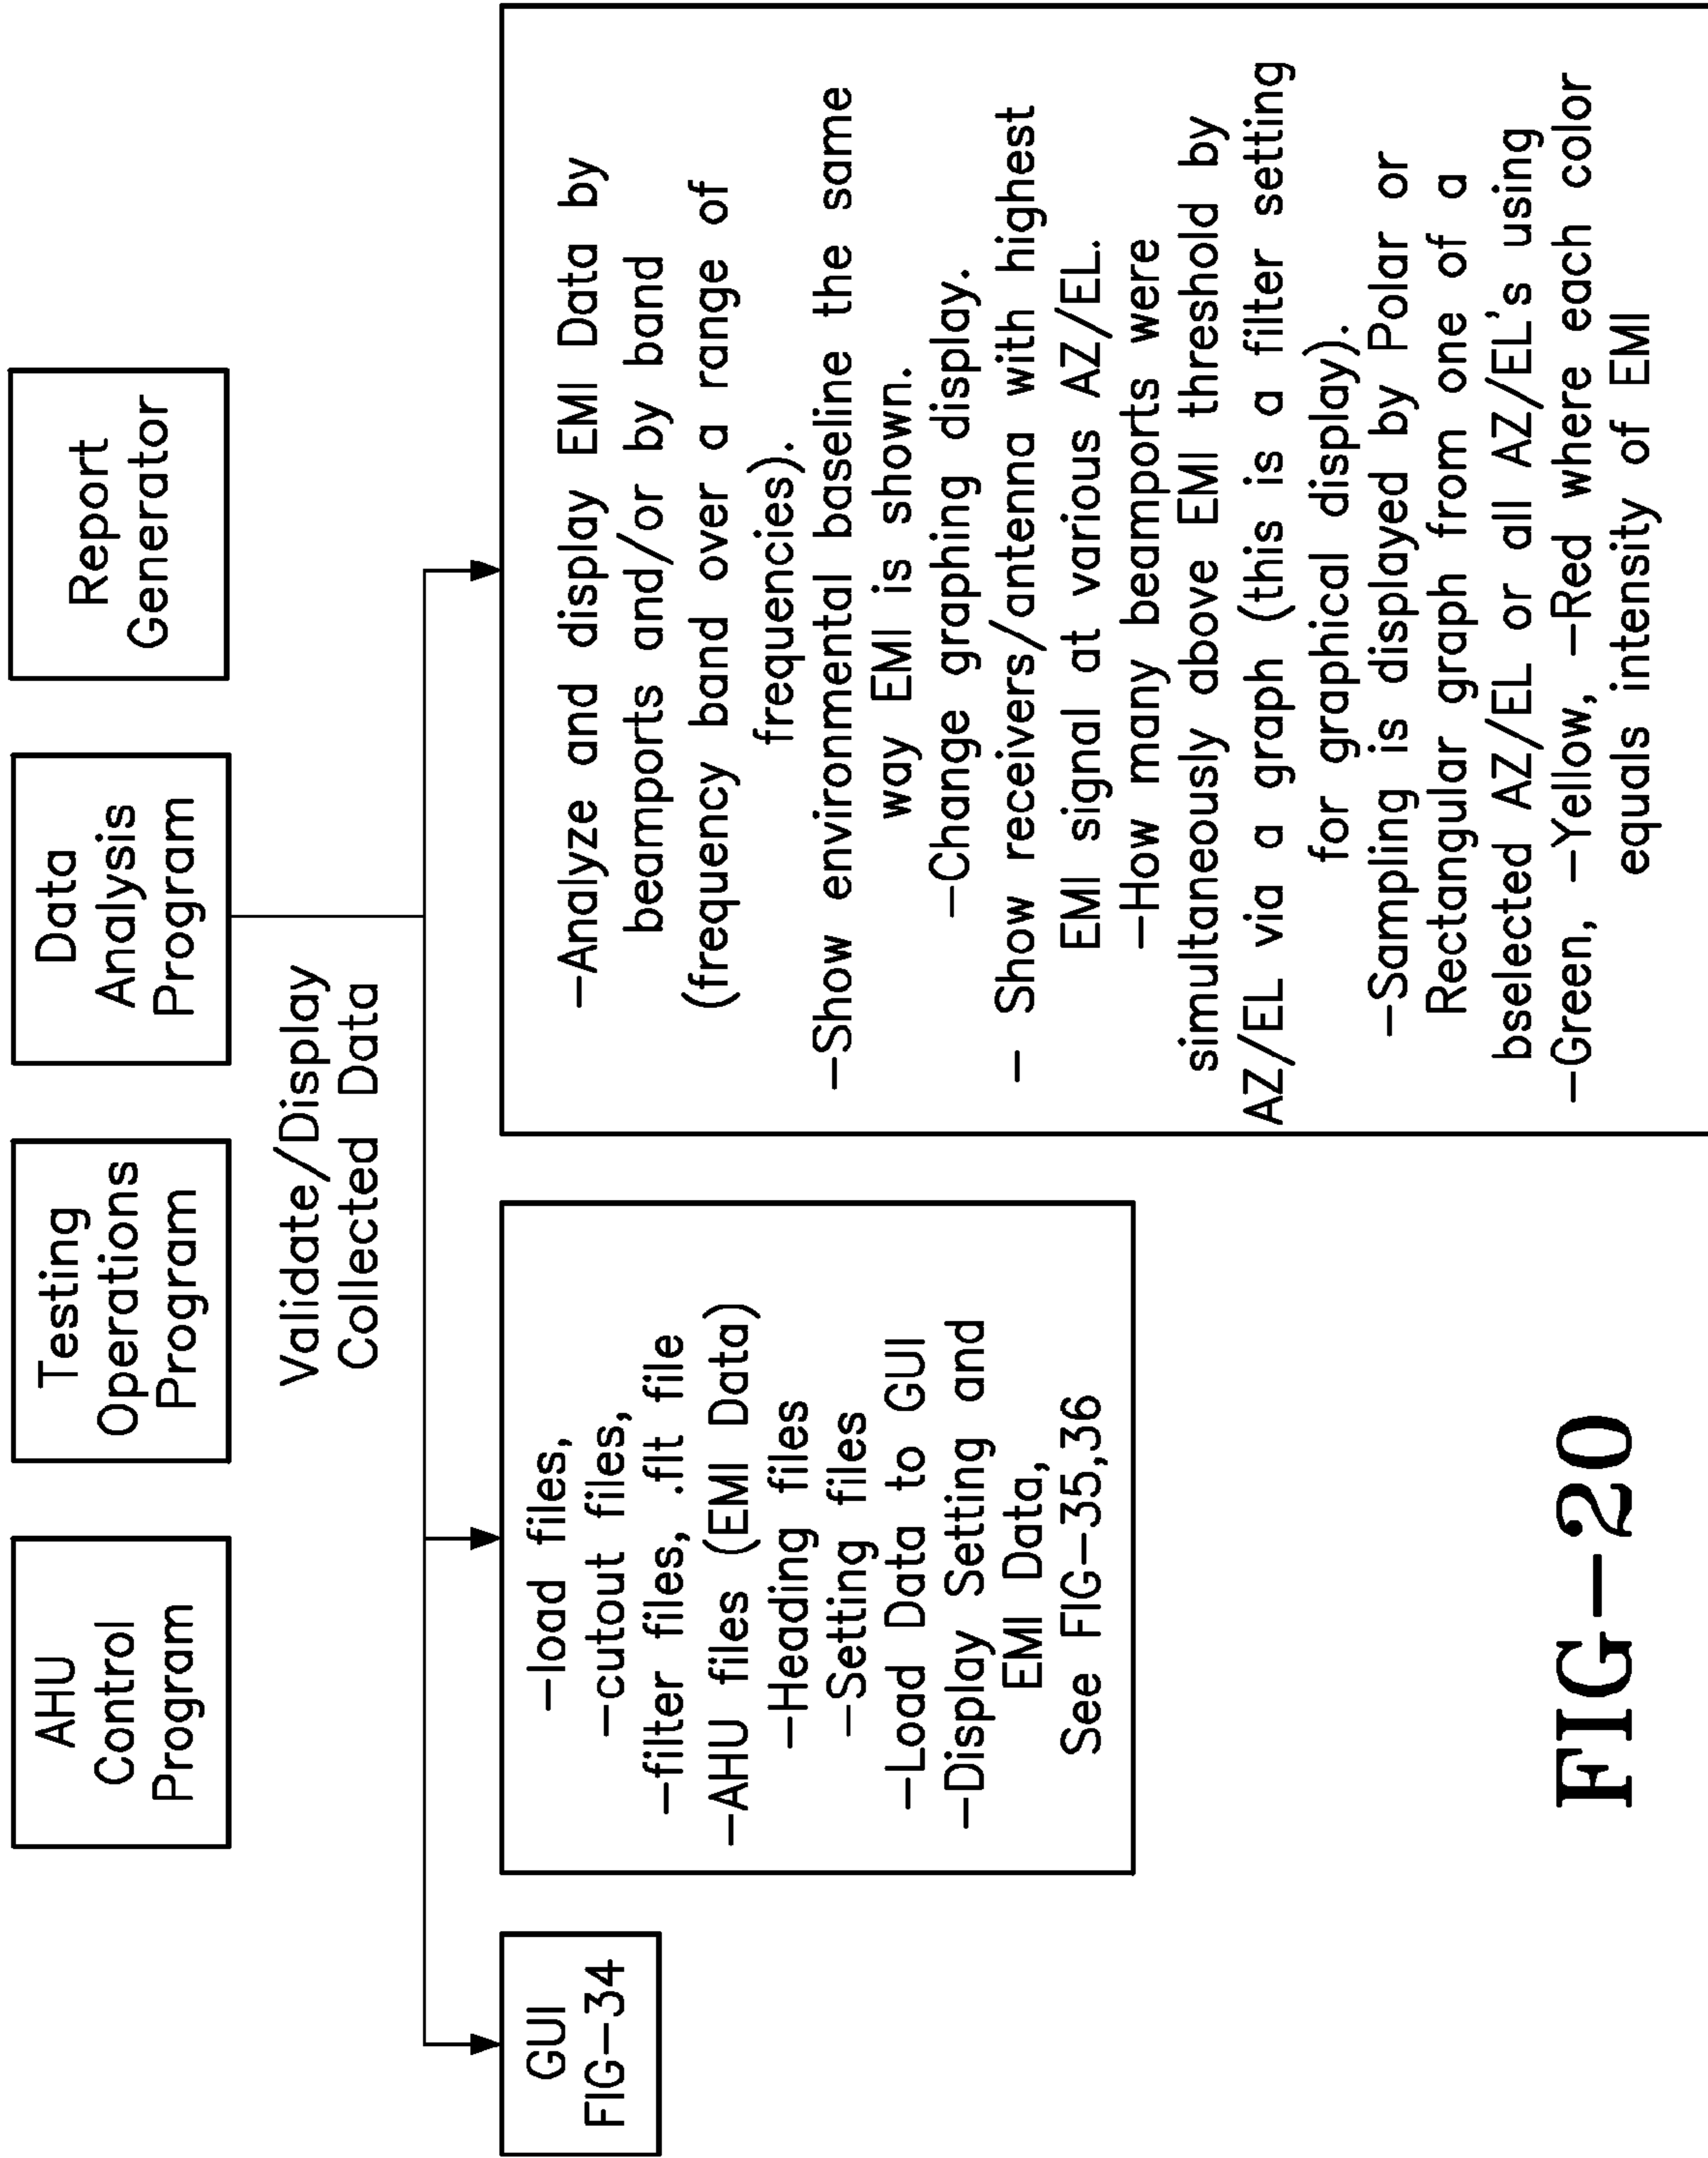 AHU
Control
Program
Testing
Operations
Program
Data
Analysis
Program
Report
Generator
Validate/Display
Collected Data
GUI
FIG-34
-load files,
-cutout files,
-filter files, .flt file
-AHU files (EMI Data)
-Heading files
-Setting files
-Load Data to GUI
-Display Setting and
EMI Data,
See FIG-35,36
-Analyze and display EMI Data by
beamports and/or by band
(frequency band over a range of
frequencies).
-Show environmental baseline the same
way EMI is shown.
-Change graphing display.
- Show receivers/antenna with highest
EMI signal at various AZ/EL.
-How many beamports were
simultaneously above EMI threshold by
AZ/EL via a graph (this is a filter setting
for graphical display).
-Sampling is displayed by Polar or
Rectangular graph from one of a
bselected AZ/EL or all AZ/EL's using
-Green, -Yellow, -Red where each color
equals intensity of EMI
FIG-20